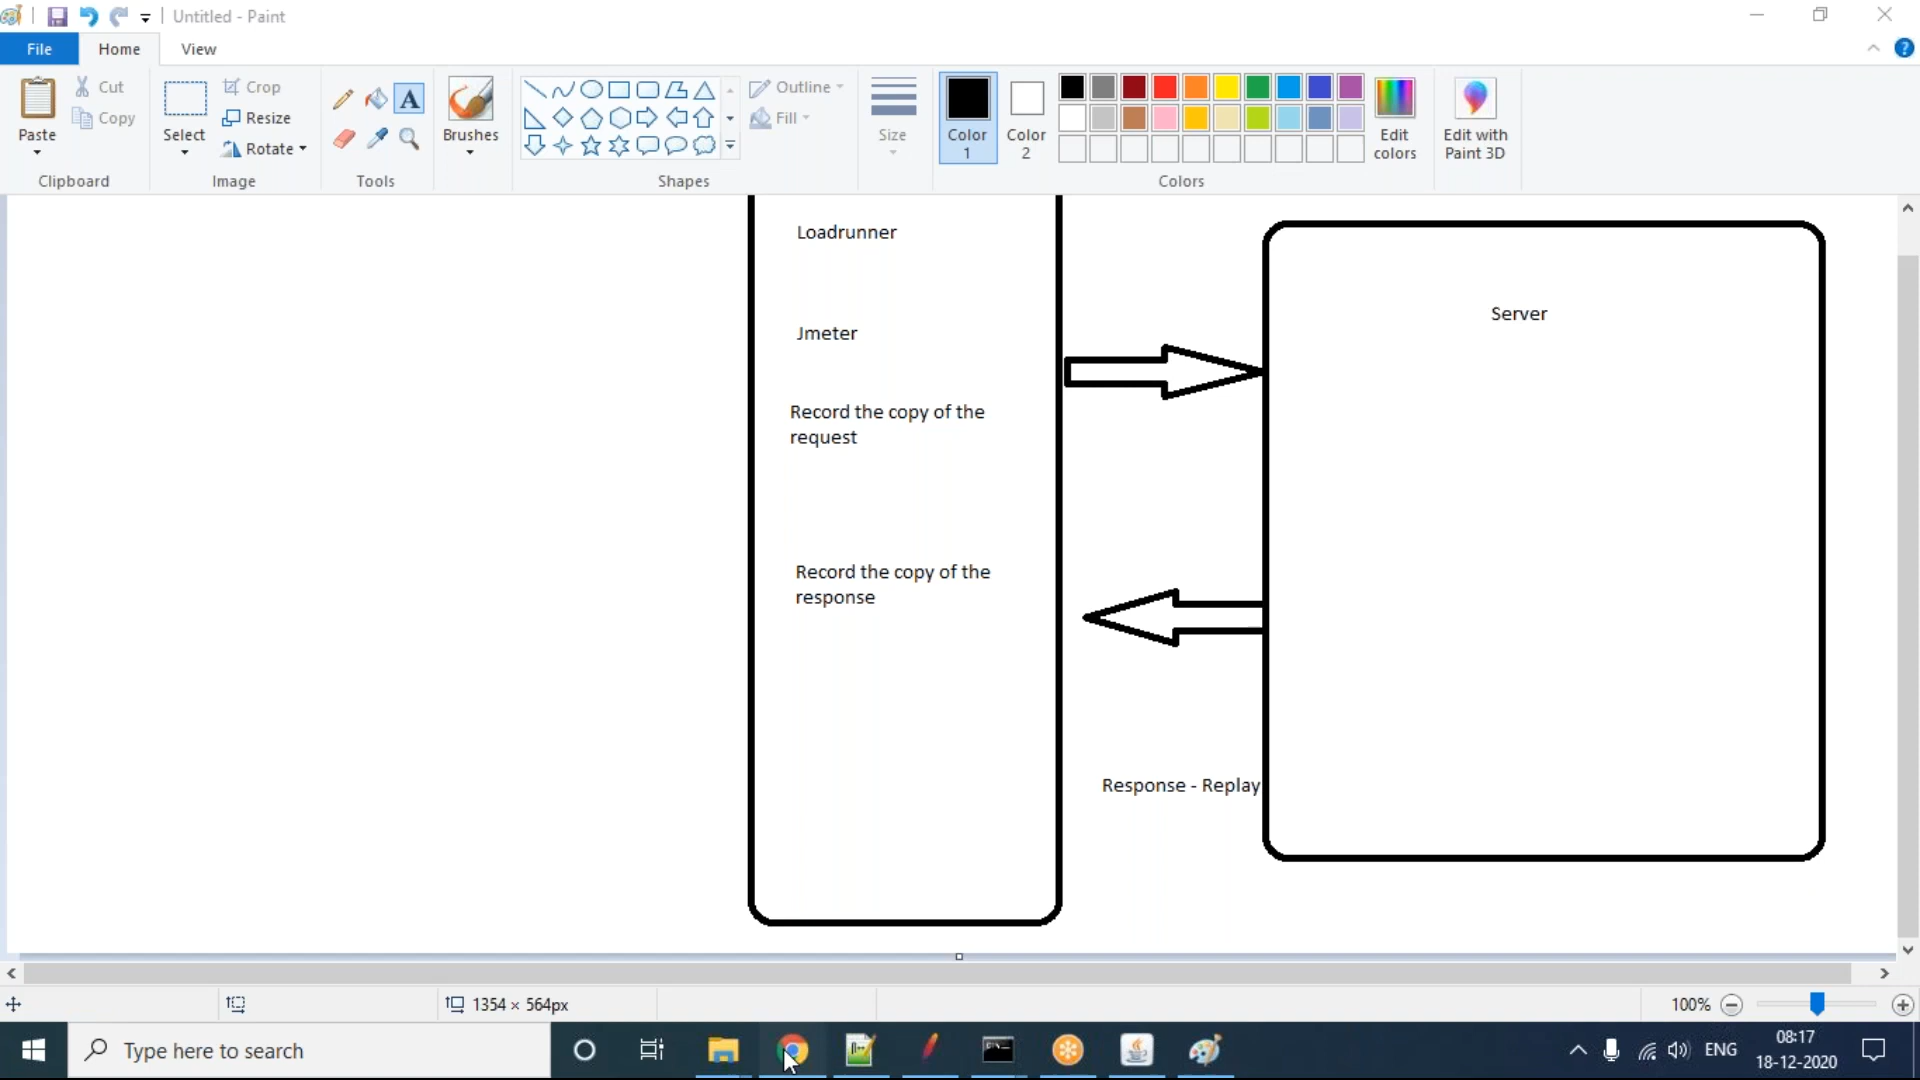 Untitled - Paint
File
Home
View
Paste
Cut
Copy
Clipboard
Select
Crop
Resize
Rotate
Image
A
Tools
Brushes
Shapes
Outline
Fill
Size
Color
1
Color
2
Edit
colors
Colors
Edit with
Paint 3D
Loadrunner
Server
Jmeter
Record the copy of the
request
Record the copy of the
response
Response - Replay
1354 × 564px
100%
Type here to search
ENG
08:17
18-12-2020